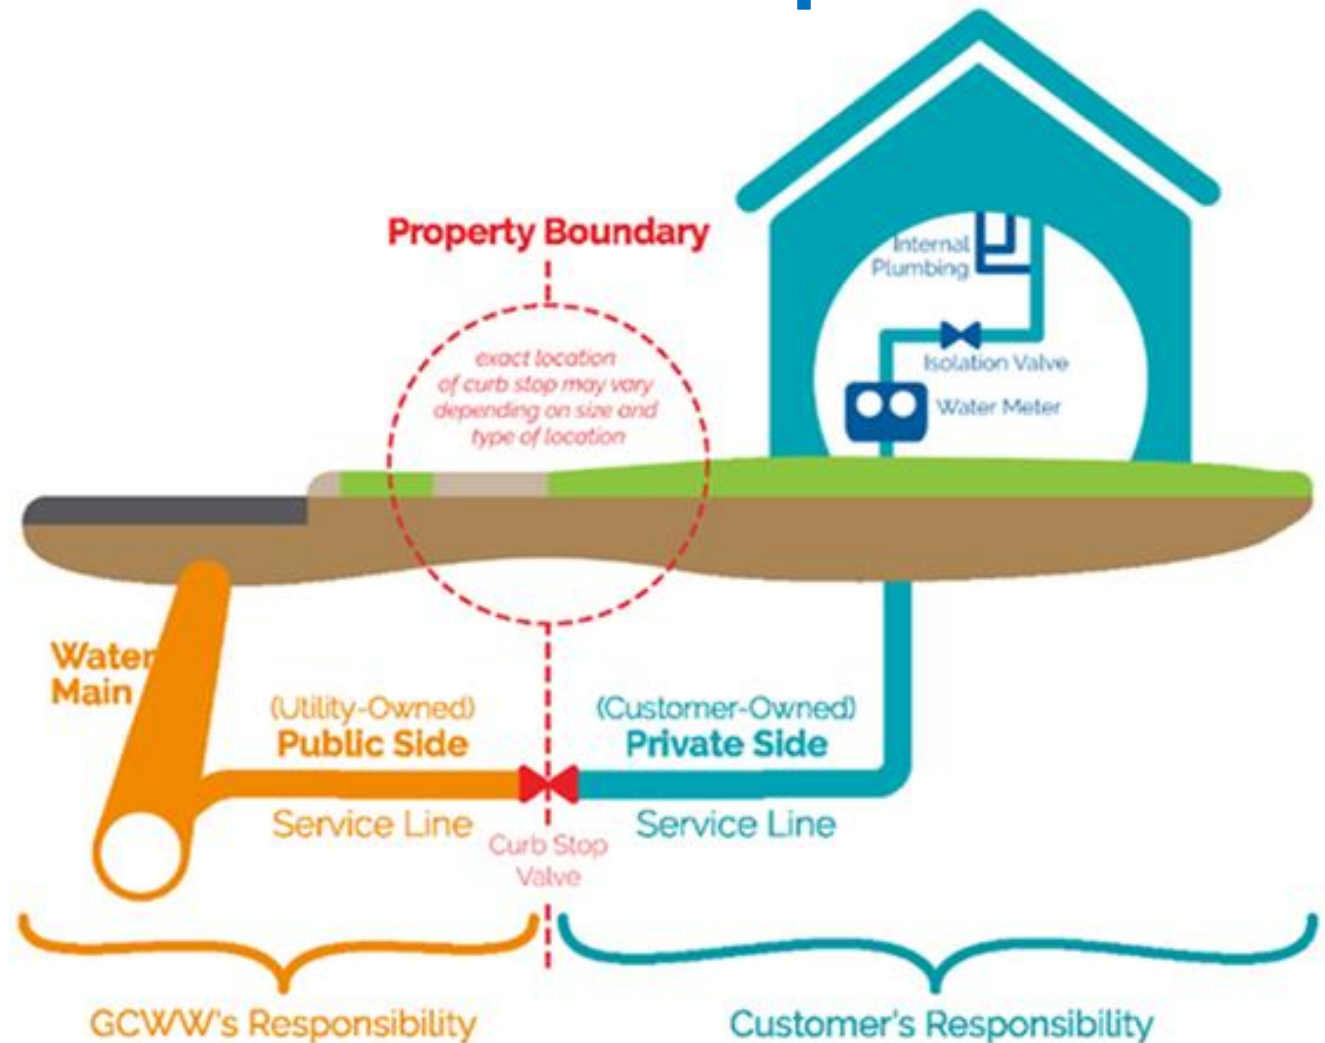 Property Boundary
exact location
of curb stop may vary
depending on size and
type of location
Internal
Plumbing
Isolation Valve
Water Meter
Water
Main
(Utility-Owned)
Public Side
Service Line
(Customer-Owned)
Private Side
Service Line
Curb Stop
Valve
GCWW's Responsibility
Customer's Responsibility